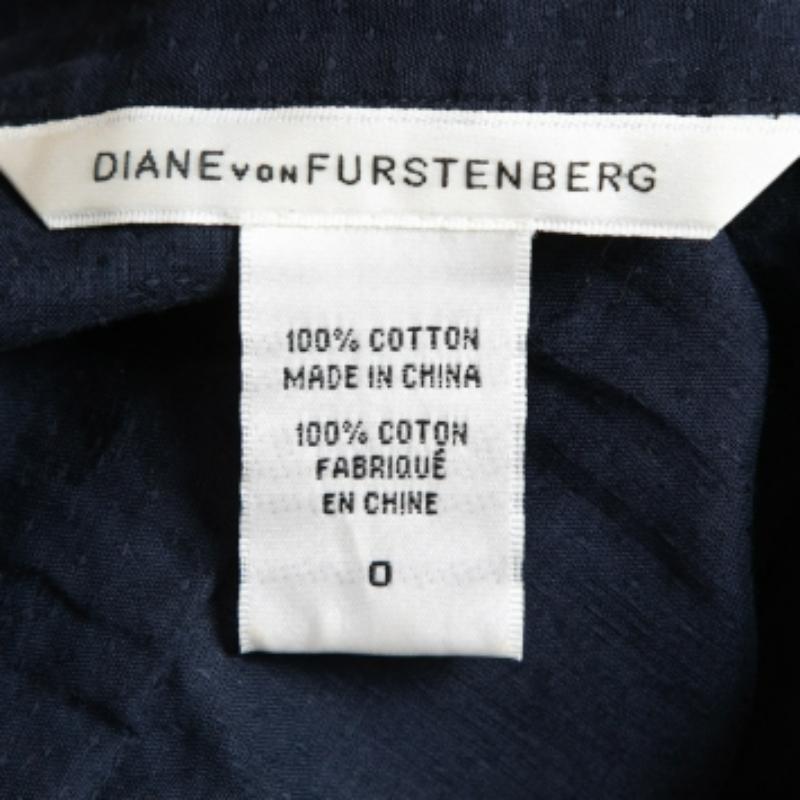 DIANE VON FURSTENBERG
100% COTTON
MADE IN CHINA
100% COTON
FABRIQUÉ
EN CHINE
0